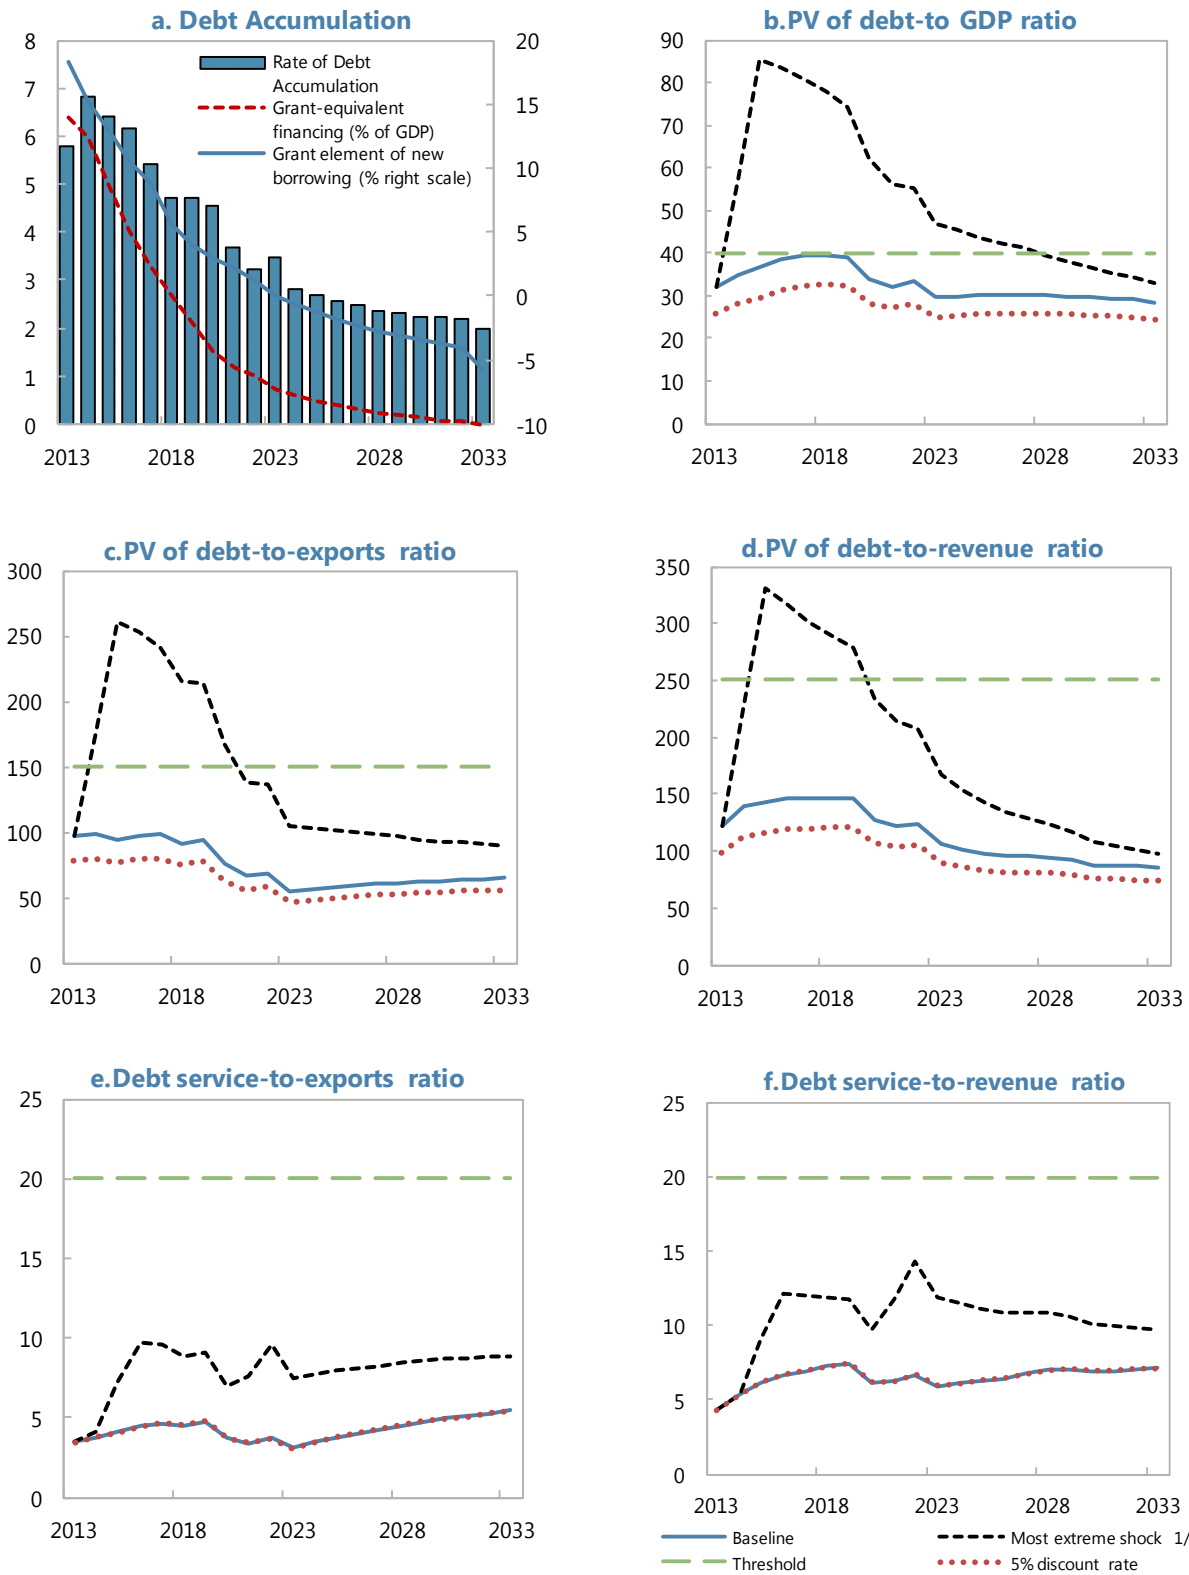 a. Debt Accumulation
8
7
6
5
4
3
2
1
0
20
15
10
5
0
-5
-10
Rate of Debt
Accumulation
Grant-equivalent
financing (% of GDP)
Grant element of new
borrowing (% right scale)
2013 2018 2023 2028 2033
b.PV of debt-to GDP ratio
90
80
70
60
50
40
30
20
10
0
2013 2018 2023 2028 2033
c.PV of debt-to-exports ratio
300
250
200
150
100
50
0
2013 2018 2023 2028 2033
d.PV of debt-to-revenue ratio
350
300
250
200
150
100
50
0
2013 2018 2023 2028 2033
e.Debt service-to-exports ratio
25
20
15
10
5
0
2013 2018 2023 2028 2033
f.Debt service-to-revenue ratio
25
20
15
10
5
0
2013 2018 2023 2028 2033
Baseline
Most extreme shock 1/
Threshold
5% discount rate